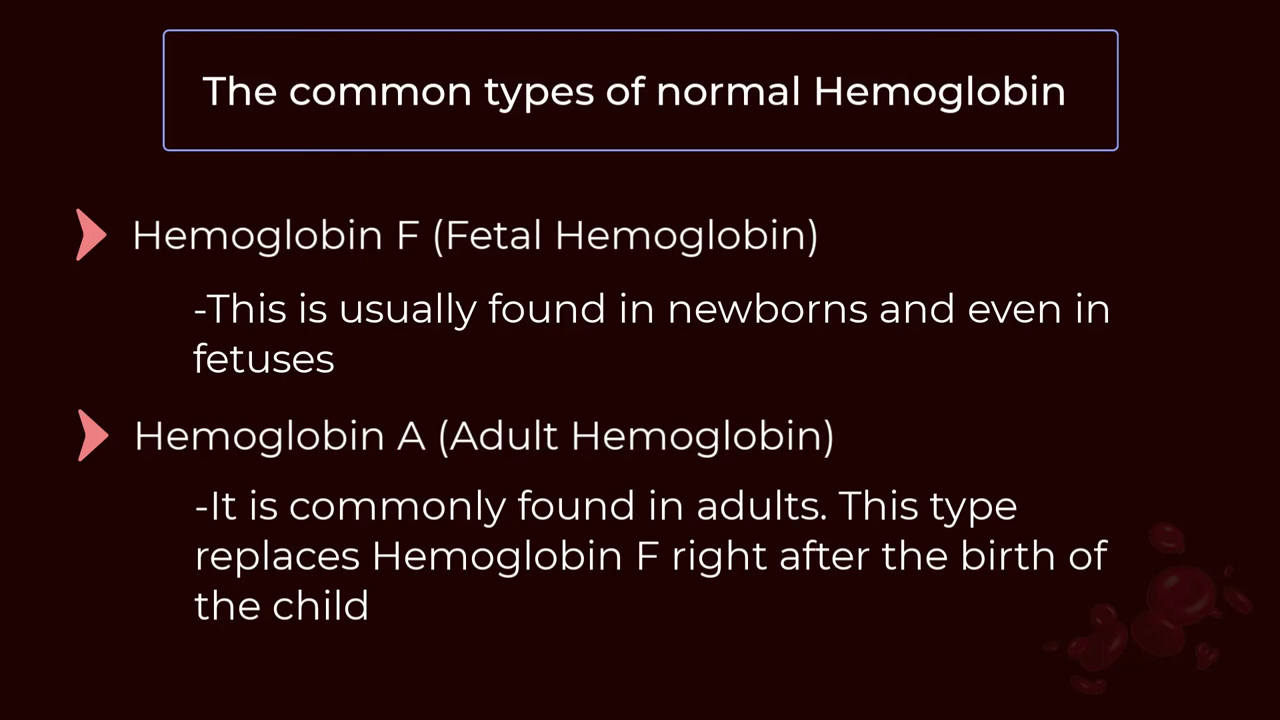 The common types of normal Hemoglobin
Hemoglobin F (Fetal Hemoglobin)
-This is usually found in newborns and even in
fetuses
Hemoglobin A (Adult Hemoglobin)
-It is commonly found in adults. This type
replaces Hemoglobin F right after the birth of
the child